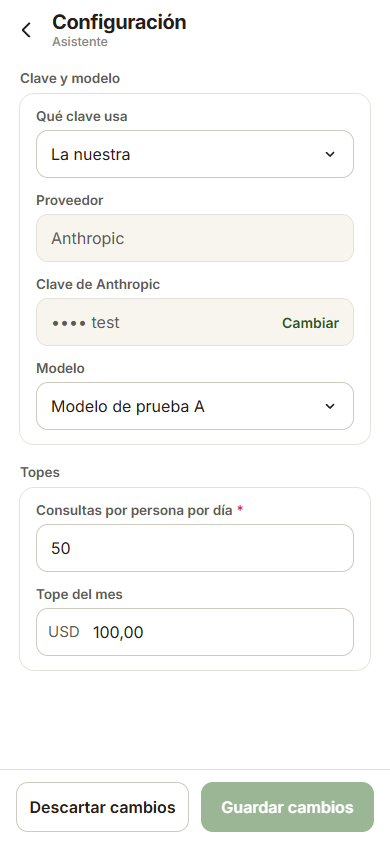 Configuración
Asistente
Clave y modelo
Qué clave usa
La nuestra
Proveedor
Anthropic
Clave de Anthropic
•••• test
Cambiar
Modelo
Modelo de prueba A
Topes
Consultas por persona por día *
50
Tope del mes
USD 100,00
Descartar cambios
Guardar cambios